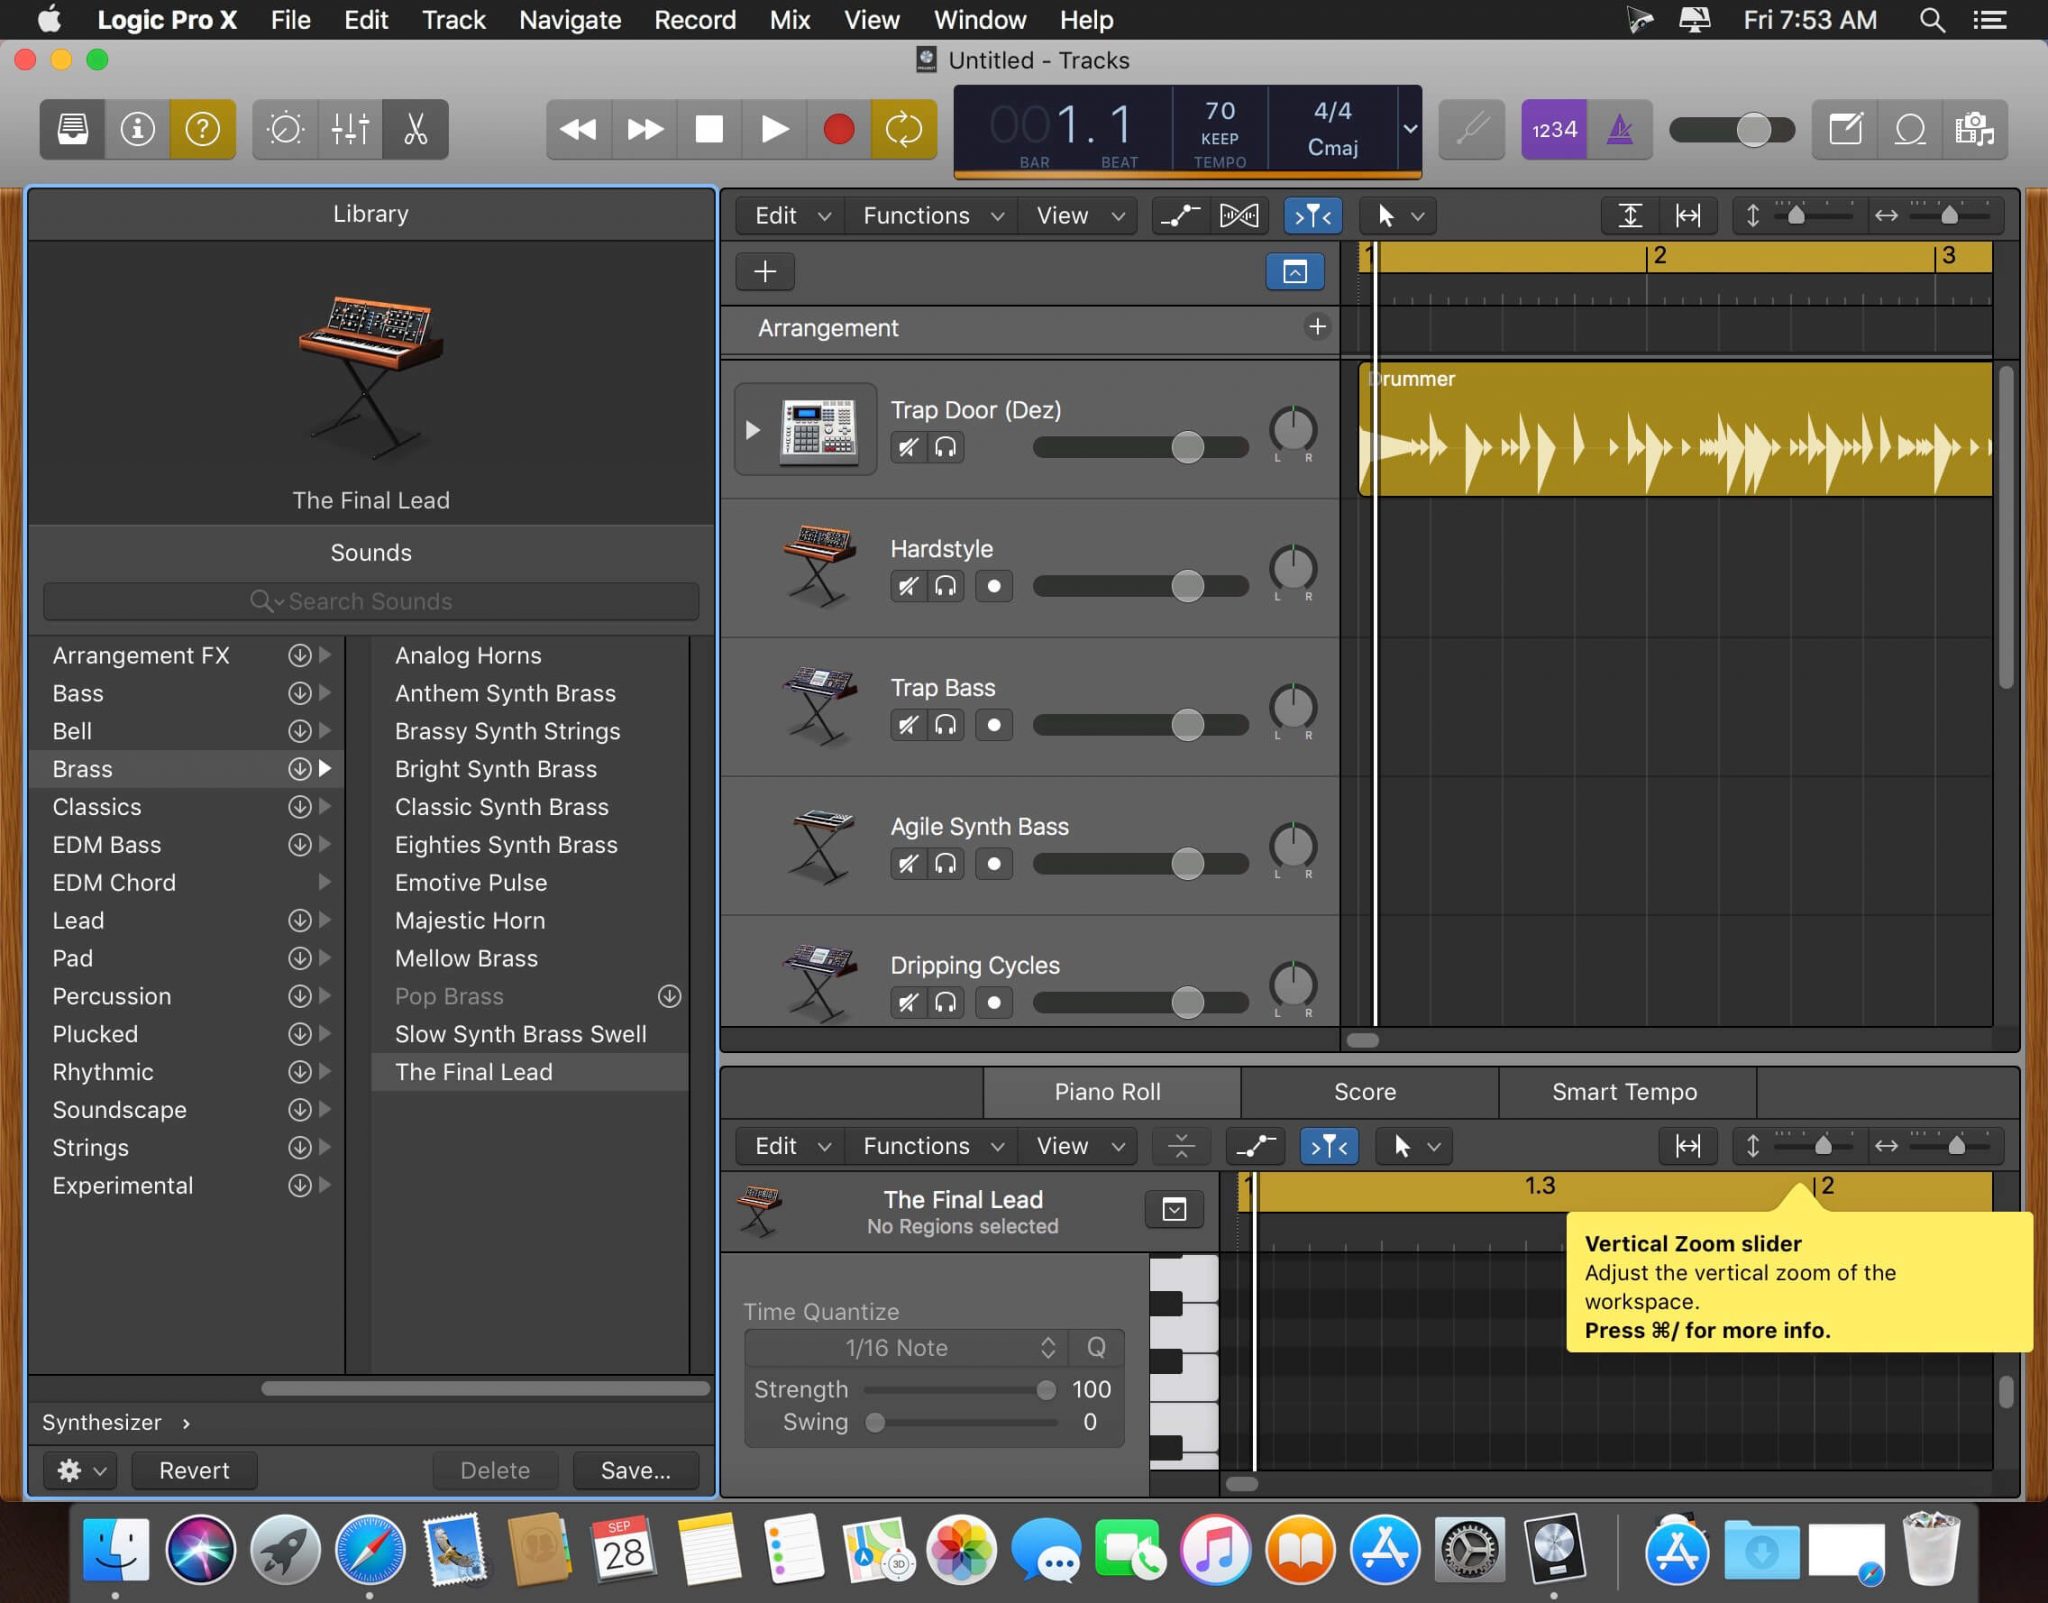 Logic Pro X File Edit Track Navigate Record Mix View Window Help Fri 7:53 AM
Untitled - Tracks
001. 1 70 4/4
KEEP Cmaj
BAR BEAT TEMPO
1234
Library
The Final Lead
Sounds
Search Sounds
Arrangement FX
Bass
Bell
Brass
Classics
EDM Bass
EDM Chord
Lead
Pad
Percussion
Plucked
Rhythmic
Soundscape
Strings
Experimental
Analog Horns
Anthem Synth Brass
Brassy Synth Strings
Bright Synth Brass
Classic Synth Brass
Eighties Synth Brass
Emotive Pulse
Majestic Horn
Mellow Brass
Pop Brass
Slow Synth Brass Swell
The Final Lead
Synthesizer ›
Revert Delete Save...
Edit Functions View
1 2 3
Arrangement
Drummer
Trap Door (Dez)
L R
Hardstyle
L R
Trap Bass
L R
Agile Synth Bass
L R
Dripping Cycles
L R
Piano Roll Score Smart Tempo
Edit Functions View
1 1.3 2
The Final Lead
No Regions selected
Time Quantize
1/16 Note Q
Strength 100
Swing 0
Vertical Zoom slider
Adjust the vertical zoom of the
workspace.
Press ⌘/ for more info.
SEP
28
3D